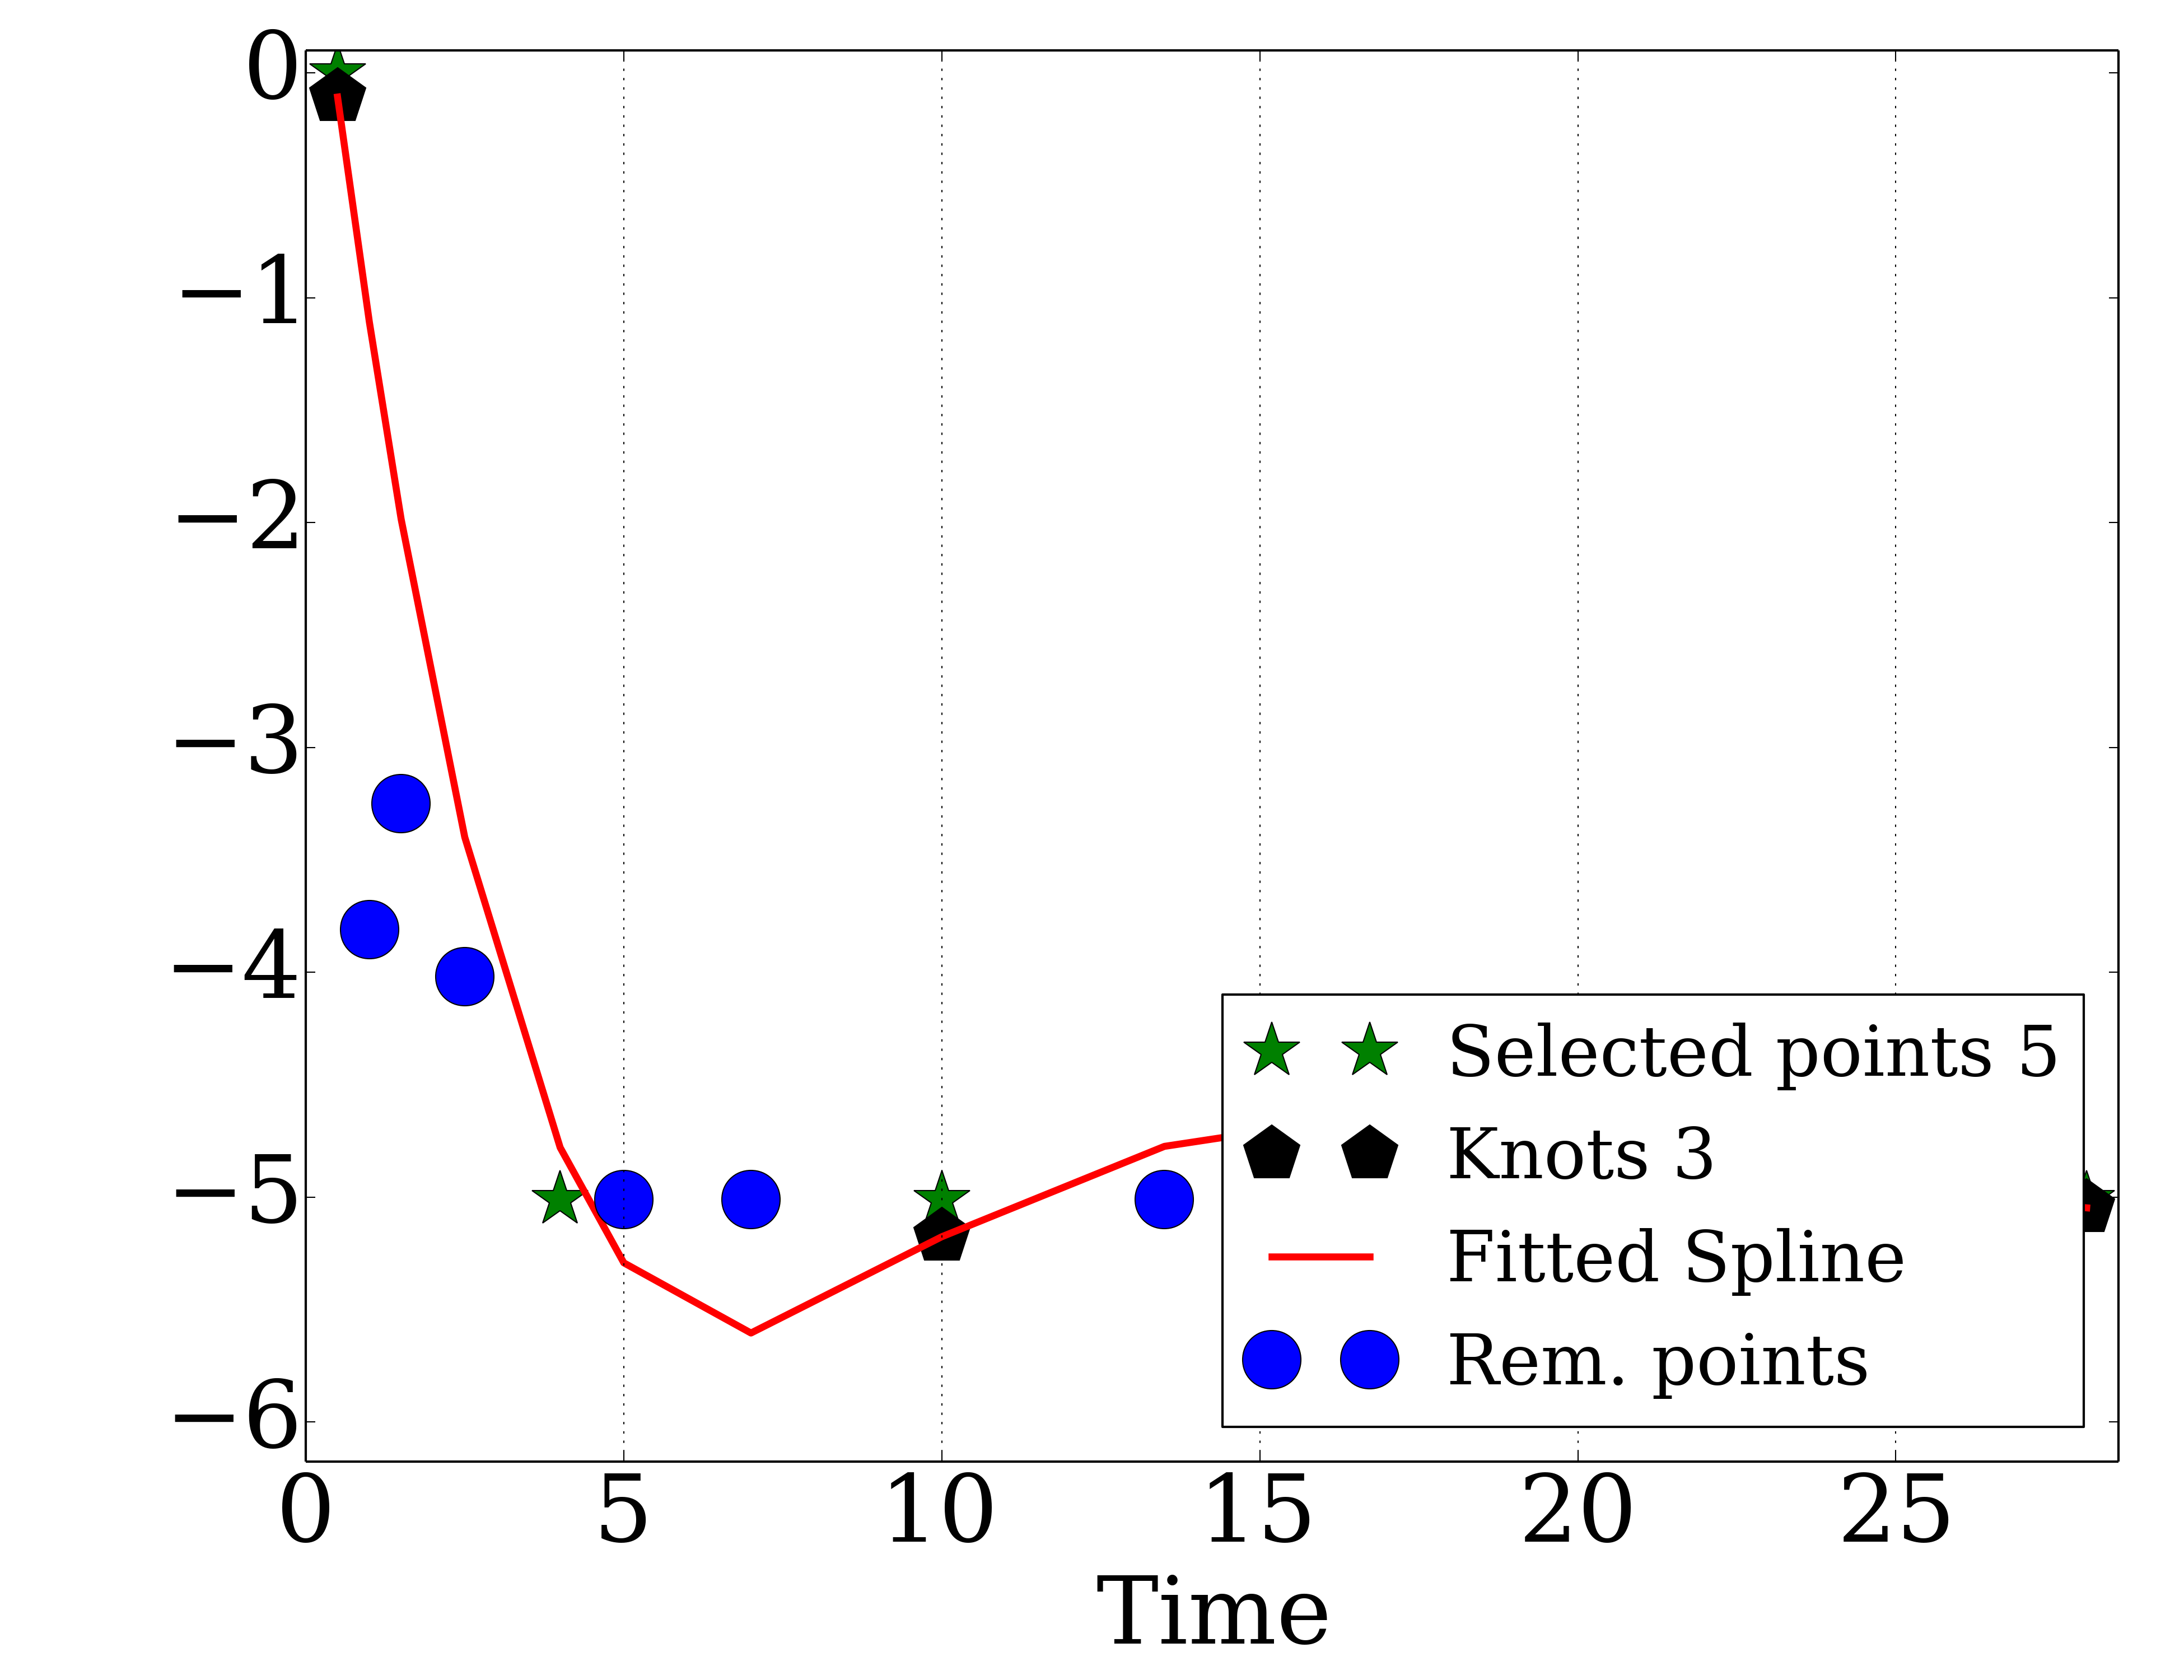 0
−1
−2
−3
−4
−5
−6
0 5 10 15 20 25
Time
Selected points 5
Knots 3
Fitted Spline
Rem. points